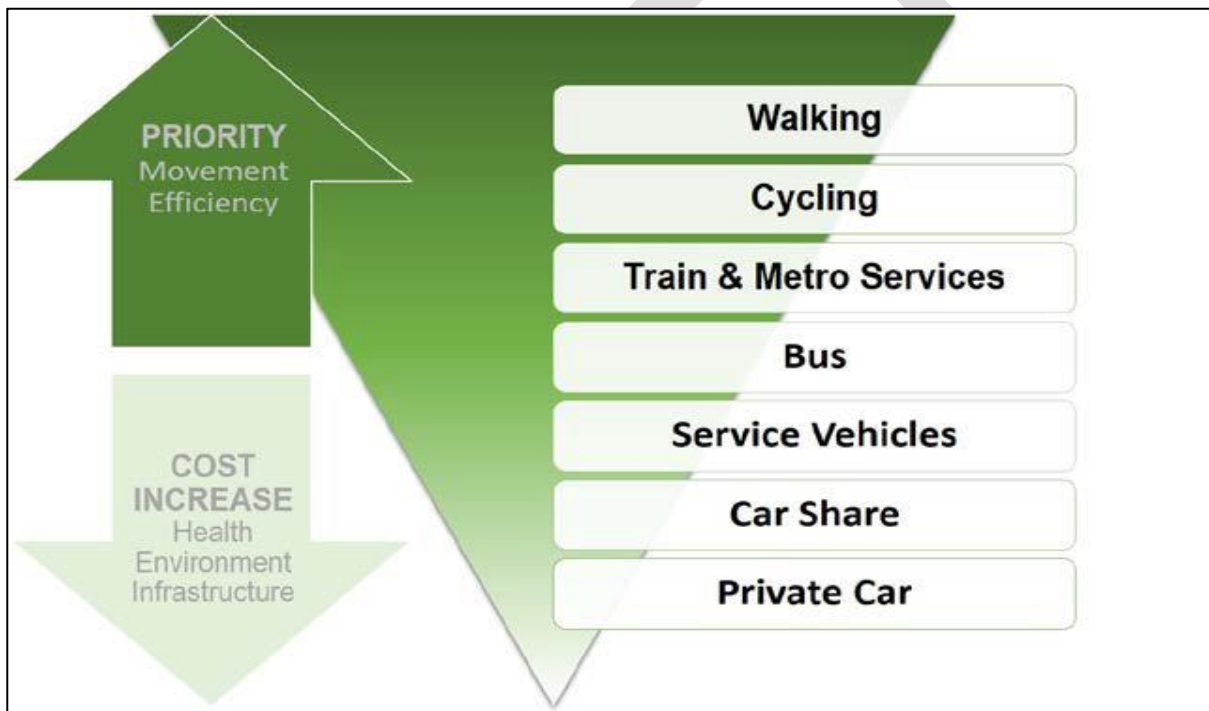 PRIORITY
Movement
Efficiency
COST
INCREASE
Health
Environment
Infrastructure
Walking
Cycling
Train & Metro Services
Bus
Service Vehicles
Car Share
Private Car